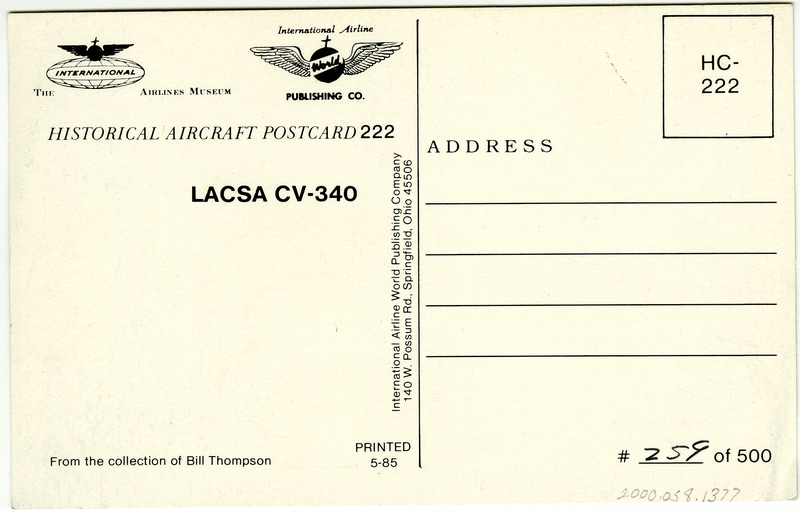 INTERNATIONAL
THE AIRLINES MUSEUM
International Airline
World
PUBLISHING CO.
HISTORICAL AIRCRAFT POSTCARD 222
LACSA CV-340
From the collection of Bill Thompson
PRINTED
5-85
International Airline World Publishing Company
140 W. Possum Rd., Springfield, Ohio 45506
HC-
222
ADDRESS
# 259 of 500
2000.058.1377